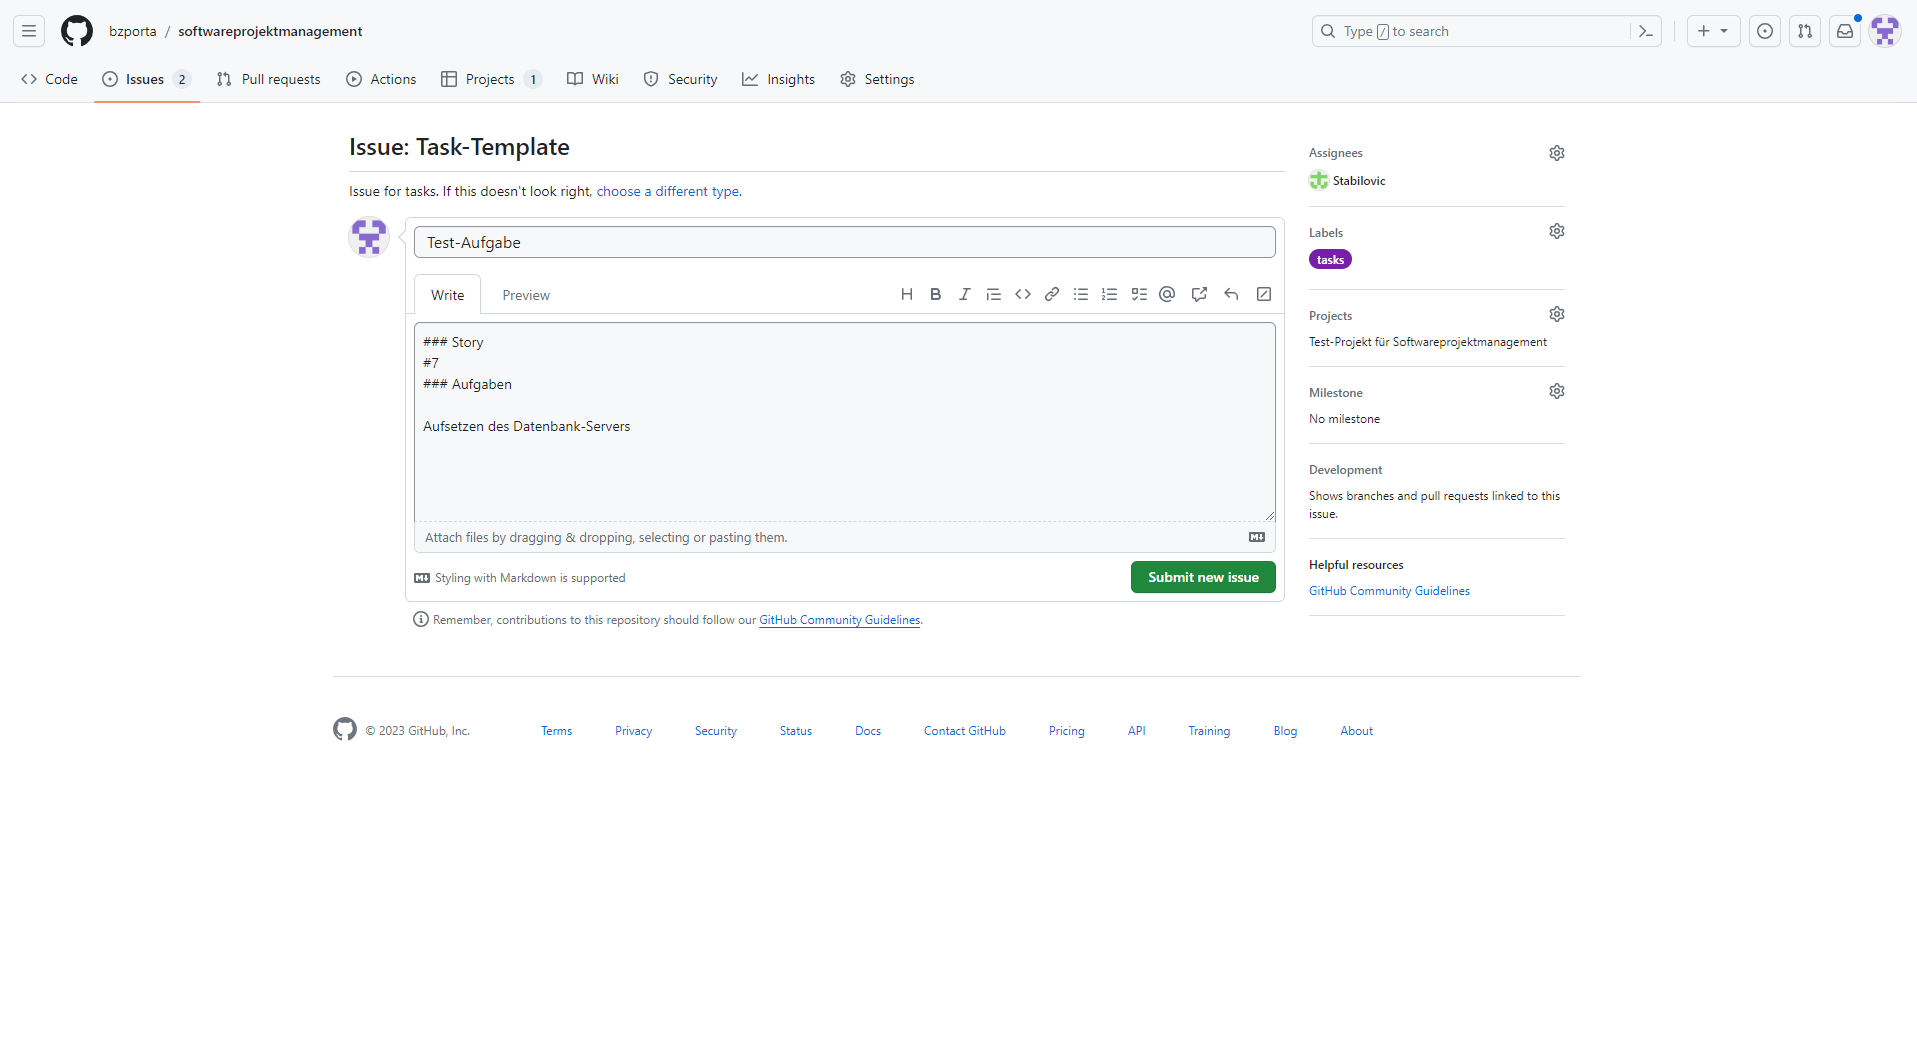 bzporta / softwareprojektmanagement
Type / to search
Code Issues 2 Pull requests Actions Projects 1 Wiki Security Insights Settings
Issue: Task-Template
Issue for tasks. If this doesn't look right, choose a different type.
Test-Aufgabe
Write Preview
### Story
#7
### Aufgaben
Aufsetzen des Datenbank-Servers
Attach files by dragging & dropping, selecting or pasting them.
Styling with Markdown is supported
Submit new issue
Remember, contributions to this repository should follow our GitHub Community Guidelines.
Assignees
Stabilovic
Labels
tasks
Projects
Test-Projekt für Softwareprojektmanagement
Milestone
No milestone
Development
Shows branches and pull requests linked to this
issue.
Helpful resources
GitHub Community Guidelines
© 2023 GitHub, Inc. Terms Privacy Security Status Docs Contact GitHub Pricing API Training Blog About